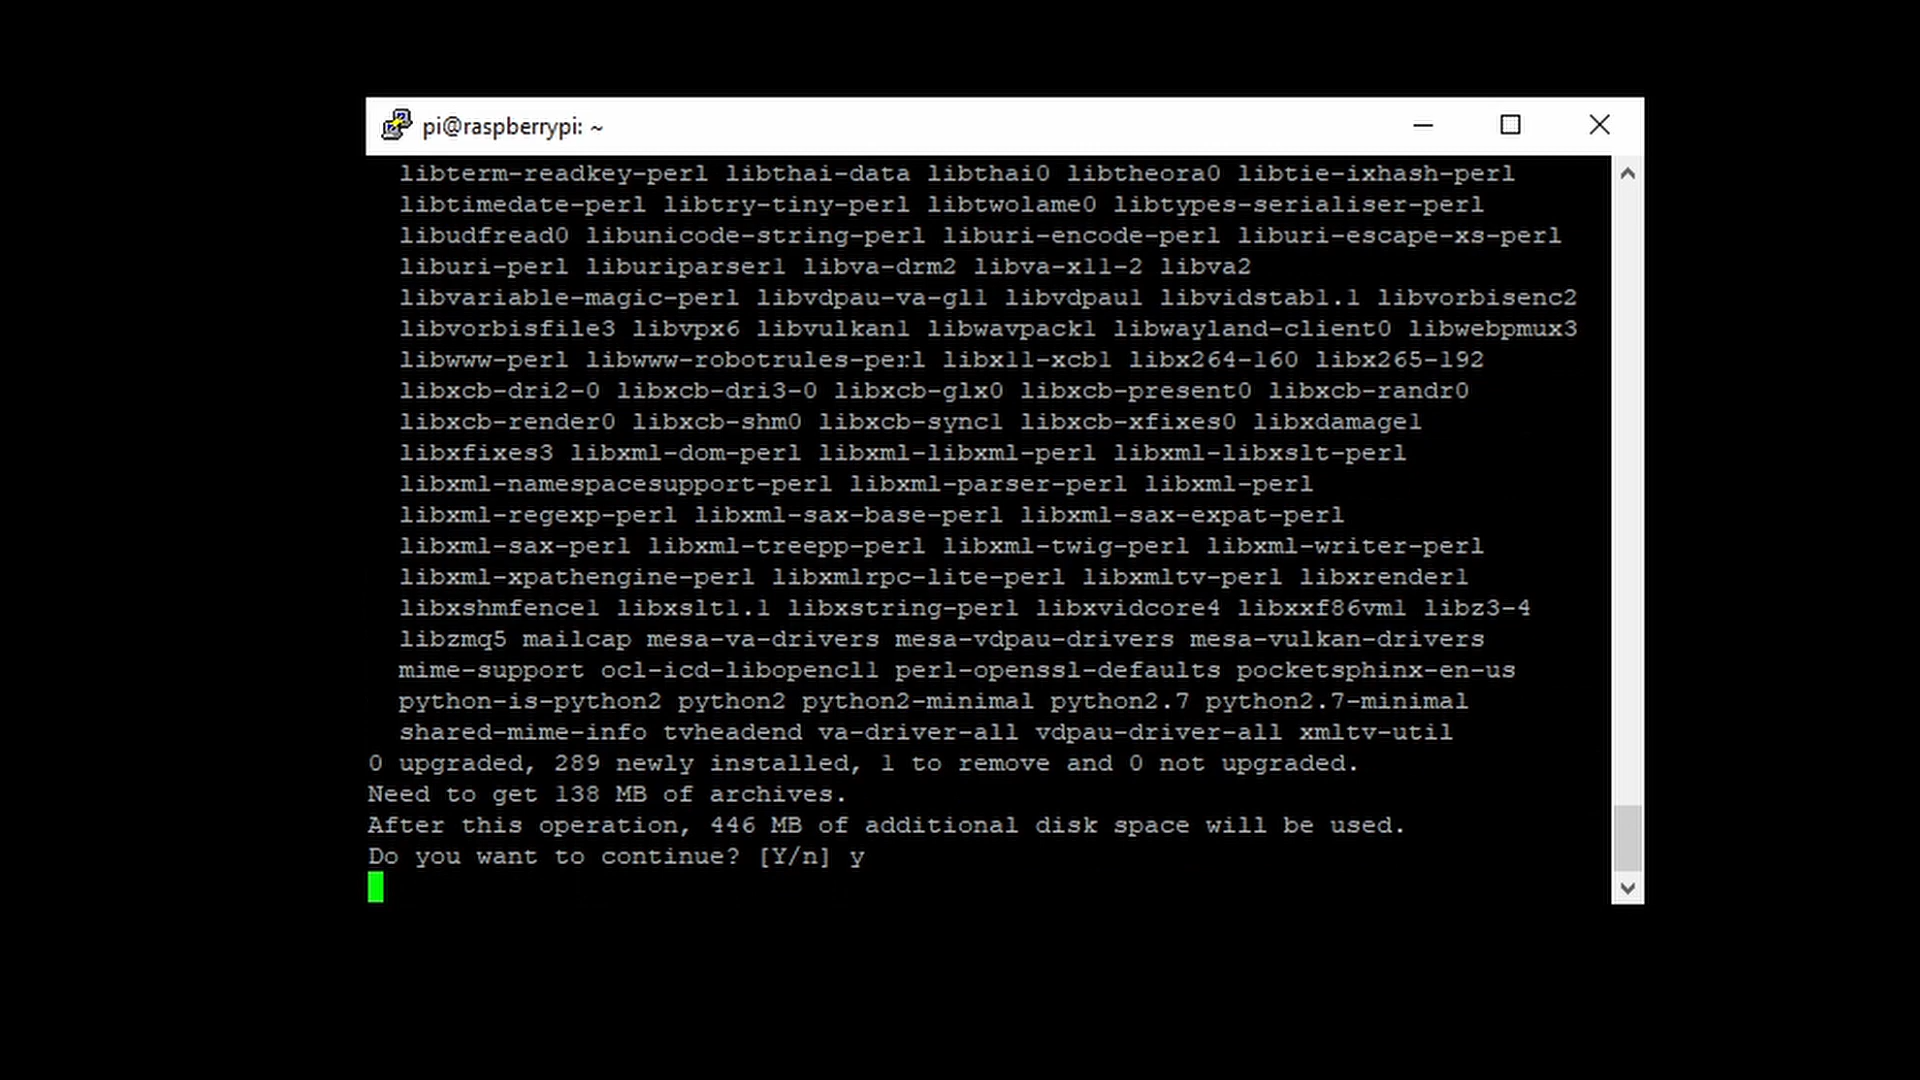 pi@raspberrypi: ~
libterm-readkey-perl libthai-data libthai0 libtheora0 libtie-ixhash-perl
libtimedate-perl libtry-tiny-perl libtwolame0 libtypes-serialiser-perl
libudfread0 libunicode-string-perl liburi-encode-perl liburi-escape-xs-perl
liburi-perl liburiparser1 libva-drm2 libva-x11-2 libva2
libvariable-magic-perl libvdpau-va-gl1 libvdpau1 libvidstab1.1 libvorbisenc2
libvorbisfile3 libvpx6 libvulkan1 libwavpack1 libwayland-client0 libwebpmux3
libwww-perl libwww-robotrules-perl libx11-xcb1 libx264-160 libx265-192
libxcb-dri2-0 libxcb-dri3-0 libxcb-glx0 libxcb-present0 libxcb-randr0
libxcb-render0 libxcb-shm0 libxcb-sync1 libxcb-xfixes0 libxdamage1
libxfixes3 libxml-dom-perl libxml-libxml-perl libxml-libxslt-perl
libxml-namespacesupport-perl libxml-parser-perl libxml-perl
libxml-regexp-perl libxml-sax-base-perl libxml-sax-expat-perl
libxml-sax-perl libxml-treepp-perl libxml-twig-perl libxml-writer-perl
libxml-xpathengine-perl libxmlrpc-lite-perl libxmltv-perl libxrender1
libxshmfence1 libxslt1.1 libxstring-perl libxvidcore4 libxxf86vm1 libz3-4
libzmq5 mailcap mesa-va-drivers mesa-vdpau-drivers mesa-vulkan-drivers
mime-support ocl-icd-libopencl1 perl-openssl-defaults pocketsphinx-en-us
python-is-python2 python2 python2-minimal python2.7 python2.7-minimal
shared-mime-info tvheadend va-driver-all vdpau-driver-all xmltv-util
0 upgraded, 289 newly installed, 1 to remove and 0 not upgraded.
Need to get 138 MB of archives.
After this operation, 446 MB of additional disk space will be used.
Do you want to continue? [Y/n] y